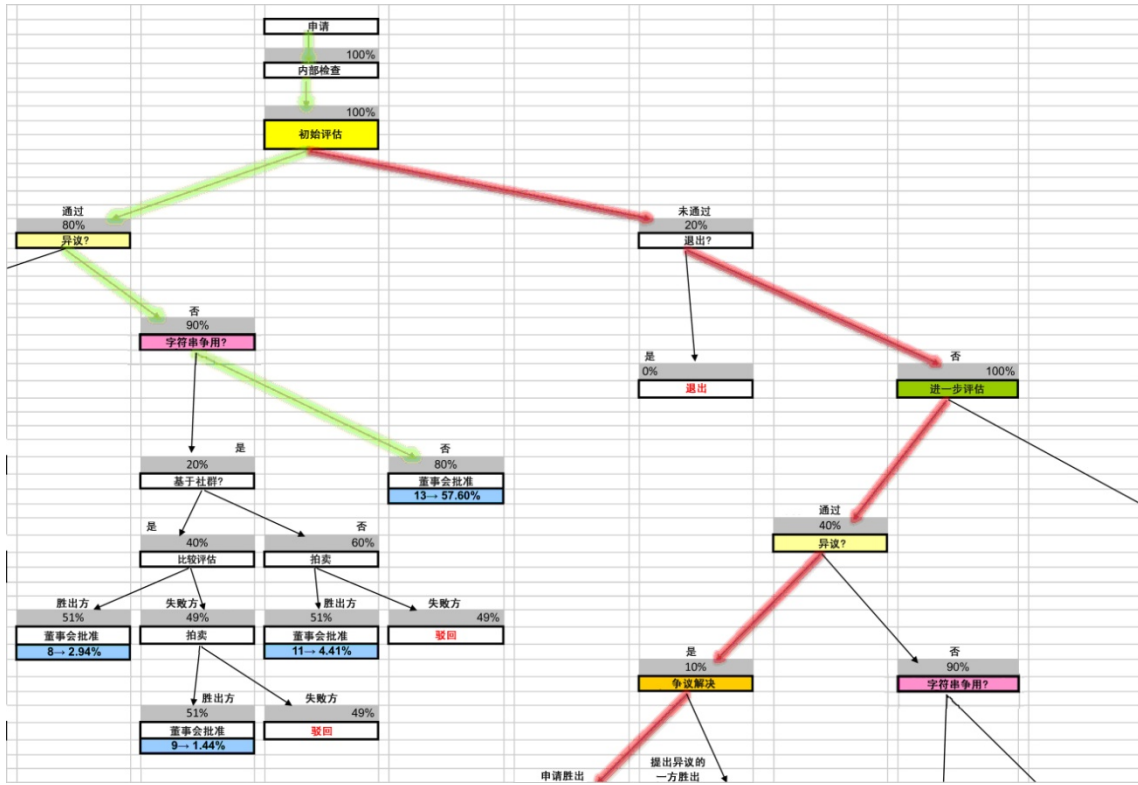 申请
100%
内部检查
100%
初始评估
通过
未通过
80%
20%
异议?
退出?
否
90%
字符串争用?
是
否
0%
100%
退出
进一步评估
是
否
20%
80%
基于社群?
董事会批准
13→ 57.60%
通过
40%
异议?
是
否
40%
60%
比较评估
拍卖
胜出方
失败方
胜出方
失败方
51%
49%
51%
49%
董事会批准
拍卖
董事会批准
驳回
8→ 2.94%
11→ 4.41%
是
否
10%
90%
争议解决
字符串争用?
胜出方
失败方
51%
49%
董事会批准
驳回
9→ 1.44%
提出异议的
申请胜出
一方胜出